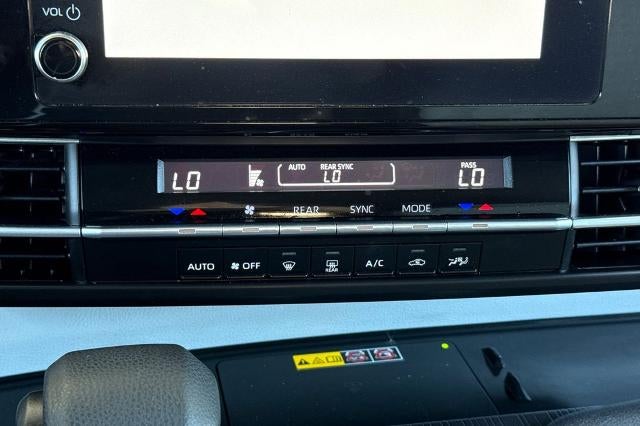 VOL
AUTO REAR SYNC PASS
LO LO LO
REAR SYNC MODE
AUTO OFF REAR A/C